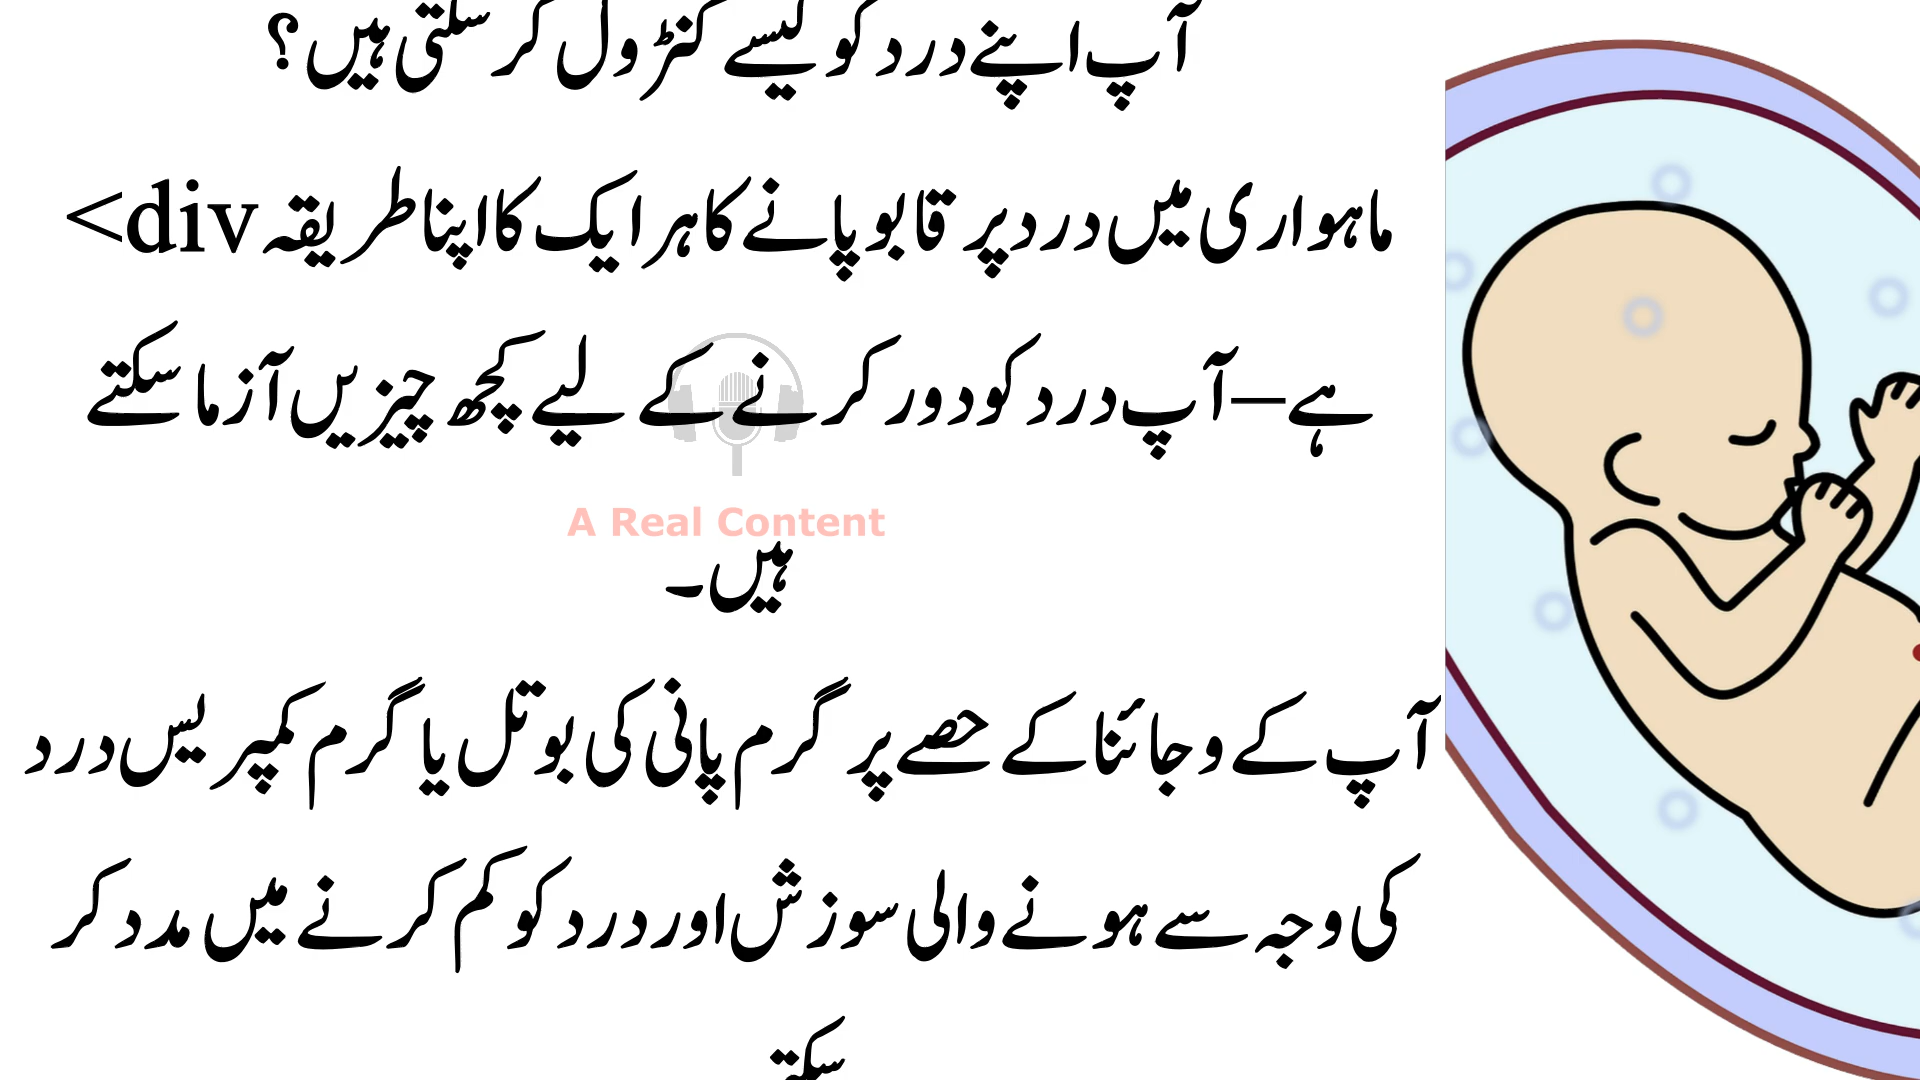 آپ اپنے درد کو کیسے کنٹرول کر سکتی ہیں؟
ماہواری میں درد پر قابو پانے کا ہر ایک کا اپنا طریقہ div>
ہے—آپ درد کو دور کرنے کے لیے کچھ چیزیں آزما سکتے
A Real Content
ہیں۔
آپ کے وجائنا کے حصے پر گرم پانی کی بوتل یا گرم کمپریس درد
کی وجہ سے ہونے والی سوزش اور درد کو کم کرنے میں مدد کر